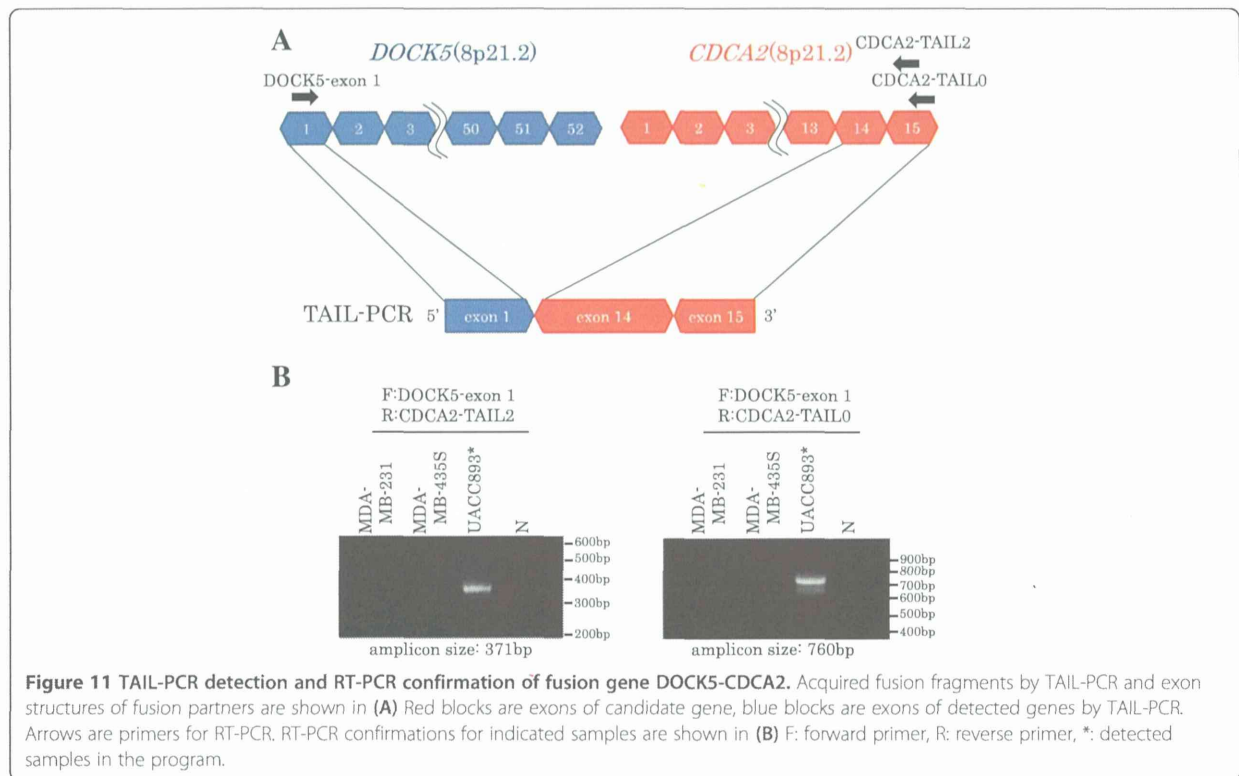 A
DOCK5(8p21.2)
CDCA2(8p21.2)
CDCA2-TAIL2
DOCK5-exon 1
CDCA2-TAIL0
1 2 3 50 51 52 1 2 3 13 14 15
TAIL-PCR 5' exon 1 exon 14 exon 15 3'
B
F:DOCK5-exon 1
R:CDCA2-TAIL2
MDA-
MB-231
MDA-
MB-435S
UACC893*
N
600bp
500bp
400bp
300bp
200bp
amplicon size: 371bp
F:DOCK5-exon 1
R:CDCA2-TAIL0
MDA-
MB-231
MDA-
MB-435S
UACC893*
N
900bp
800bp
700bp
600bp
500bp
400bp
amplicon size: 760bp
Figure 11 TAIL-PCR detection and RT-PCR confirmation of fusion gene DOCK5-CDCA2. Acquired fusion fragments by TAIL-PCR and exon
structures of fusion partners are shown in (A) Red blocks are exons of candidate gene, blue blocks are exons of detected genes by TAIL-PCR.
Arrows are primers for RT-PCR. RT-PCR confirmations for indicated samples are shown in (B) F: forward primer, R: reverse primer, *: detected
samples in the program.